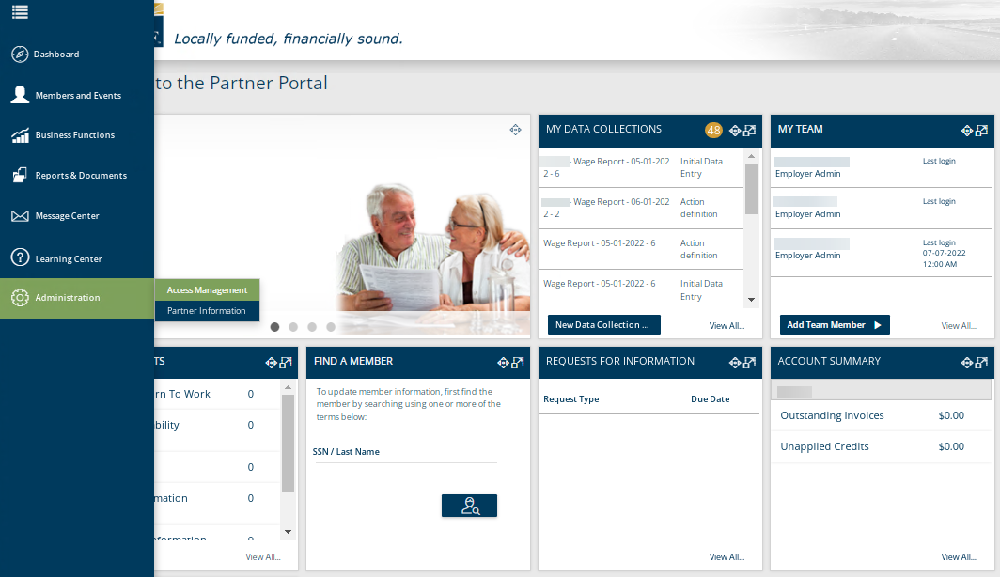 Locally funded, financially sound.
to the Partner Portal
Dashboard
Members and Events
Business Functions
Reports & Documents
Message Center
Learning Center
Administration
Access Management
Partner Information
MY DATA COLLECTIONS
48
- Wage Report - 05-01-202
2 - 6
Initial Data
Entry
- Wage Report - 06-01-202
2 - 2
Action
definition
Wage Report - 05-01-2022 - 6
Action
definition
Wage Report - 05-01-2022 - 6
Initial Data
Entry
New Data Collection ...
View All...
MY TEAM
Last login
Employer Admin
Last login
Employer Admin
Last login
07-07-2022
12:00 AM
Employer Admin
Add Team Member
View All...
TS
rn To Work 0
bility 0
0
mation 0
nformation 0
View All...
FIND A MEMBER
To update member information, first find the
member by searching using one or more of the
terms below:
SSN / Last Name
REQUESTS FOR INFORMATION
Request Type Due Date
View All...
ACCOUNT SUMMARY
Outstanding Invoices $0.00
Unapplied Credits $0.00
View All...